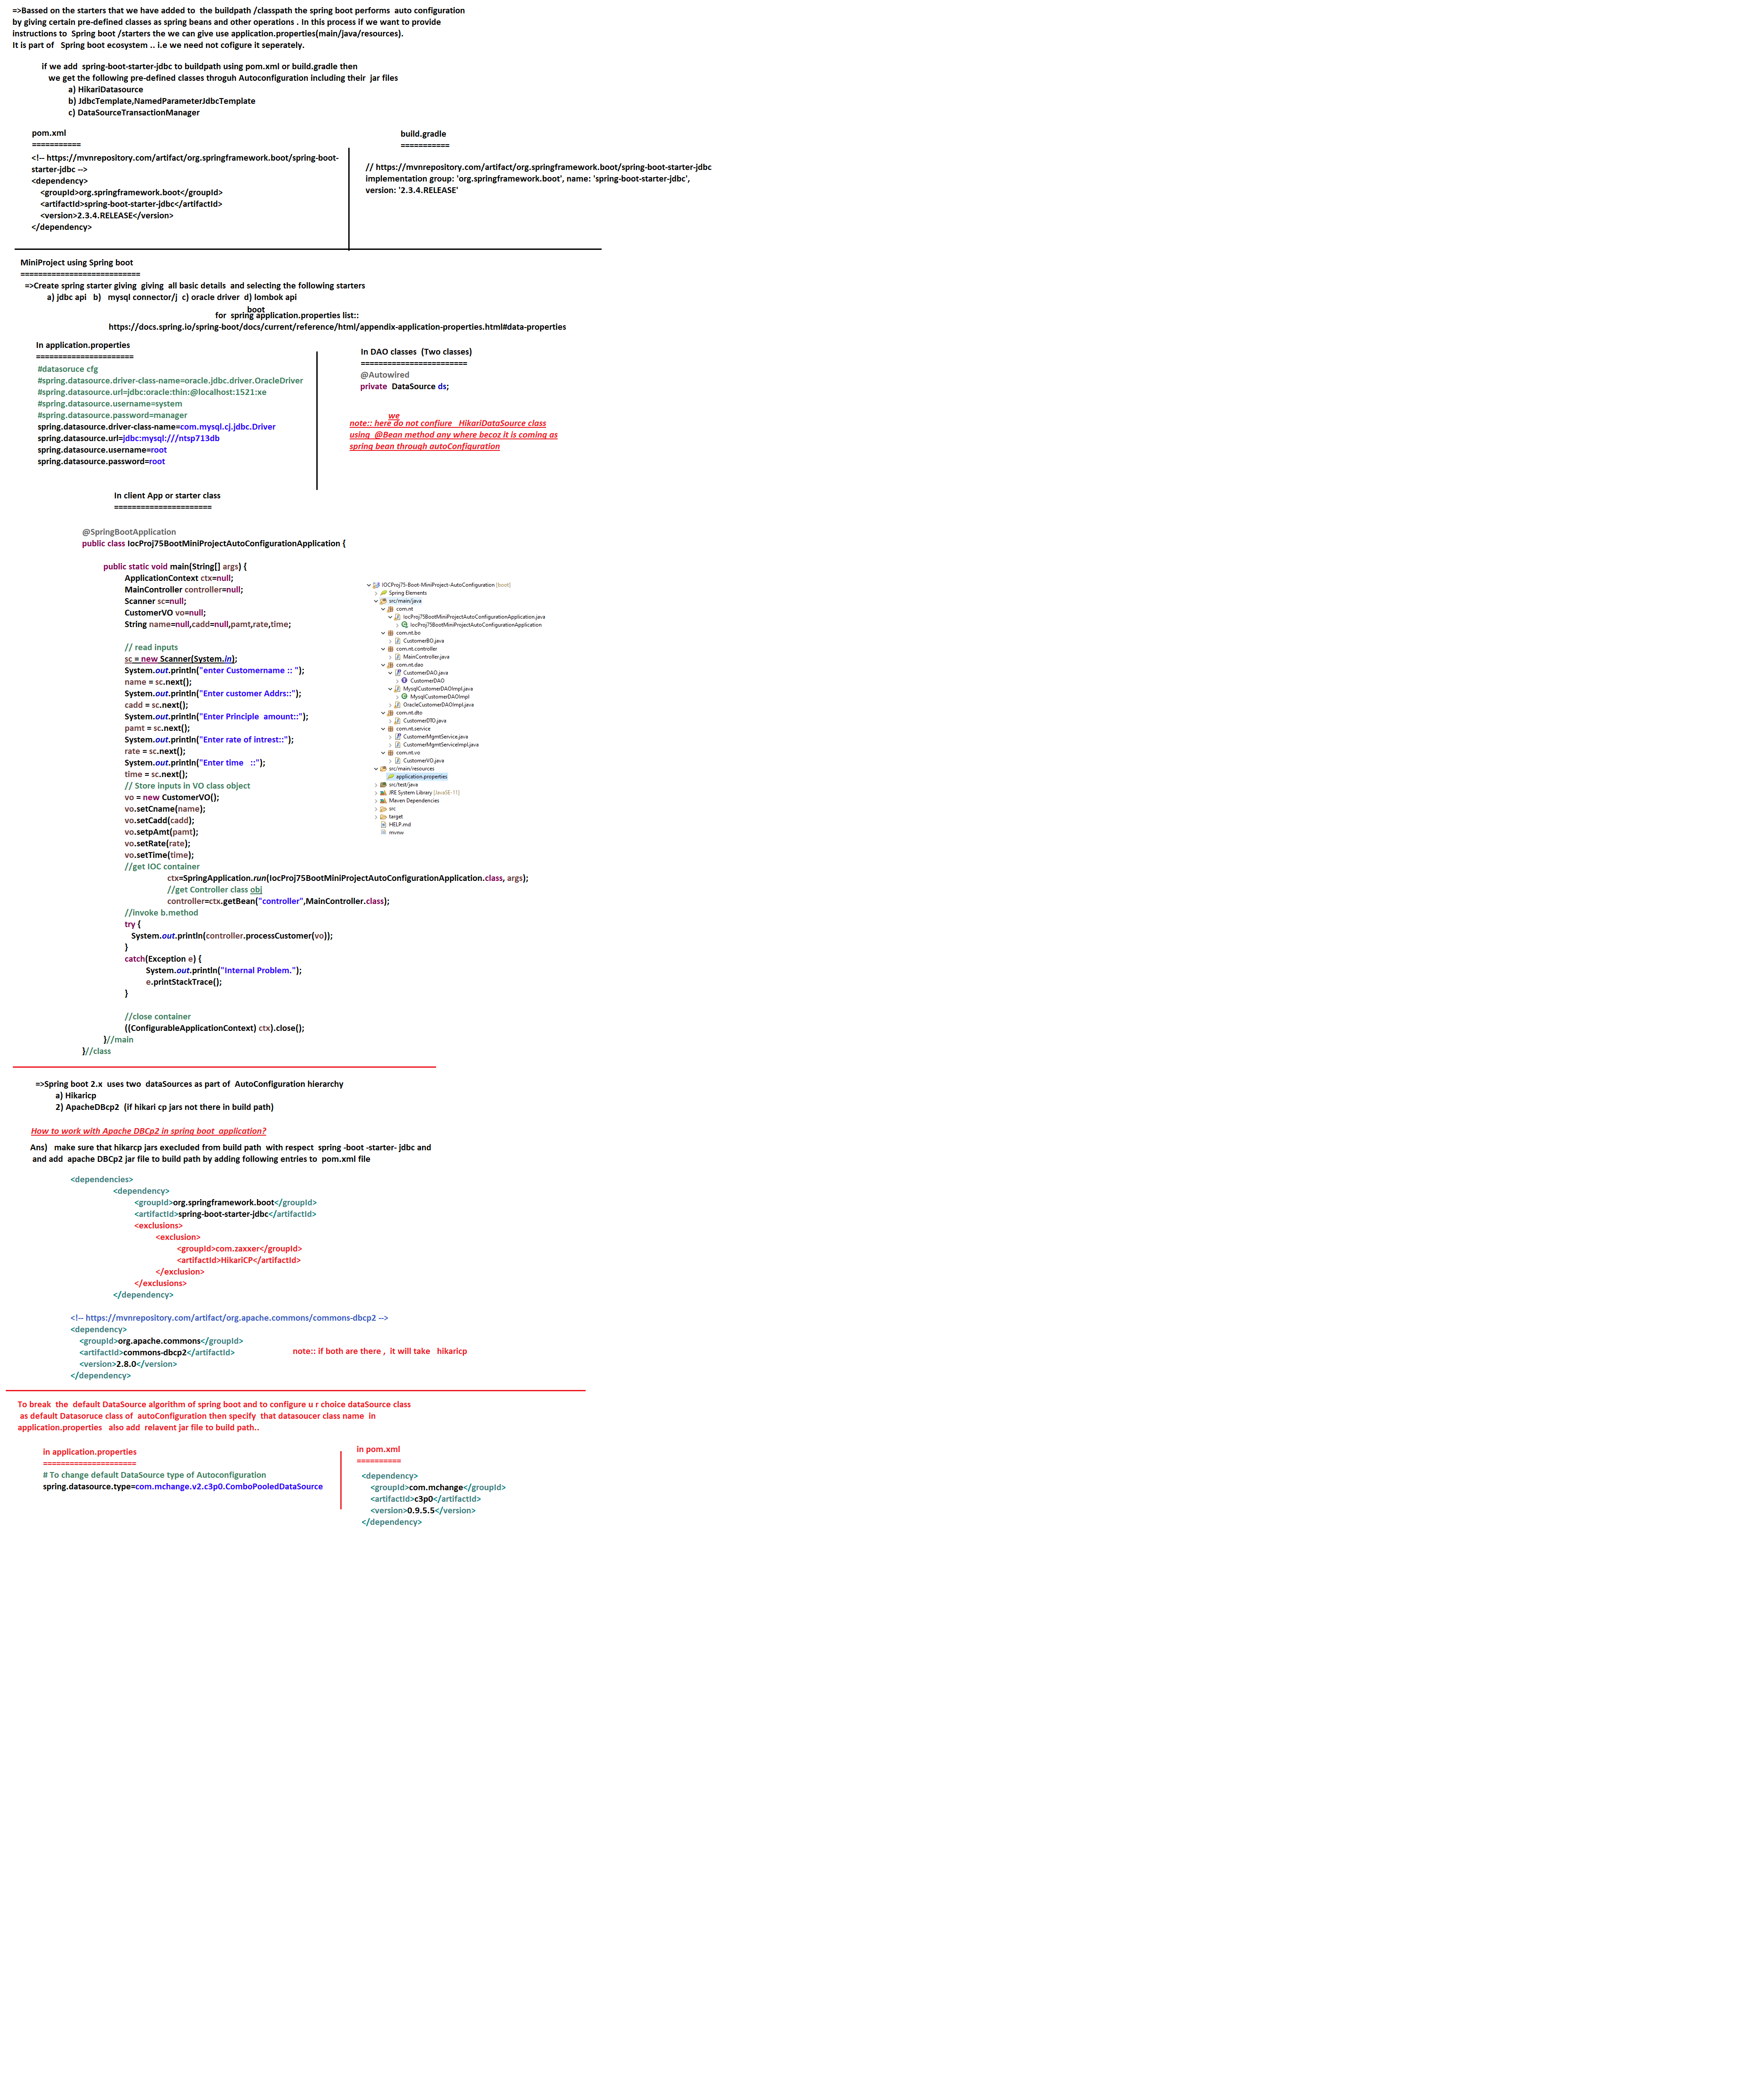 =>Bassed on the starters that we have added to  the buildpath /classpath the spring boot performs  auto configuration
by giving certain pre-defined classes as spring beans and other operations . In this process if we want to provide
instructions to  Spring boot /starters the we can give use application.properties(main/java/resources).
It is part of   Spring boot ecosystem .. i.e we need not cofigure it seperately.
if we add  spring-boot-starter-jdbc to buildpath using pom.xml or build.gradle then
we get the following pre-defined classes throguh Autoconfiguration including their  jar files
a) HikariDatasource
b) JdbcTemplate,NamedParameterJdbcTemplate
c) DataSourceTransactionManager
pom.xml
===========
<!-- https://mvnrepository.com/artifact/org.springframework.boot/spring-boot-
starter-jdbc -->
<dependency>
<groupId>org.springframework.boot</groupId>
<artifactId>spring-boot-starter-jdbc</artifactId>
<version>2.3.4.RELEASE</version>
</dependency>
build.gradle
===========
// https://mvnrepository.com/artifact/org.springframework.boot/spring-boot-starter-jdbc
implementation group: 'org.springframework.boot', name: 'spring-boot-starter-jdbc',
version: '2.3.4.RELEASE'
MiniProject using Spring boot
===========================
=>Create spring starter giving  giving  all basic details  and selecting the following starters
a) jdbc api   b)   mysql connector/j  c) oracle driver  d) lombok api
boot
for  spring application.properties list::
https://docs.spring.io/spring-boot/docs/current/reference/html/appendix-application-properties.html#data-properties
In application.properties
======================
#datasoruce cfg
#spring.datasource.driver-class-name=oracle.jdbc.driver.OracleDriver
#spring.datasource.url=jdbc:oracle:thin:@localhost:1521:xe
#spring.datasource.username=system
#spring.datasource.password=manager
spring.datasource.driver-class-name=com.mysql.cj.jdbc.Driver
spring.datasource.url=jdbc:mysql:///ntsp713db
spring.datasource.username=root
spring.datasource.password=root
In DAO classes  (Two classes)
========================
@Autowired
private  DataSource ds;
we
note:: here do not confiure   HikariDataSource class
using  @Bean method any where becoz it is coming as
spring bean through autoConfiguration
In client App or starter class
======================
@SpringBootApplication
public class IocProj75BootMiniProjectAutoConfigurationApplication {
public static void main(String[] args) {
ApplicationContext ctx=null;
MainController controller=null;
Scanner sc=null;
CustomerVO vo=null;
String name=null,cadd=null,pamt,rate,time;
// read inputs
sc = new Scanner(System.in);
System.out.println("enter Customername :: ");
name = sc.next();
System.out.println("Enter customer Addrs::");
cadd = sc.next();
System.out.println("Enter Principle  amount::");
pamt = sc.next();
System.out.println("Enter rate of intrest::");
rate = sc.next();
System.out.println("Enter time   ::");
time = sc.next();
// Store inputs in VO class object
vo = new CustomerVO();
vo.setCname(name);
vo.setCadd(cadd);
vo.setpAmt(pamt);
vo.setRate(rate);
vo.setTime(time);
//get IOC container
ctx=SpringApplication.run(IocProj75BootMiniProjectAutoConfigurationApplication.class, args);
//get Controller class obj
controller=ctx.getBean("controller",MainController.class);
//invoke b.method
try {
System.out.println(controller.processCustomer(vo));
}
catch(Exception e) {
System.out.println("Internal Problem.");
e.printStackTrace();
}
//close container
((ConfigurableApplicationContext) ctx).close();
}//main
}//class
IOCProj75-Boot-MiniProject-AutoConfiguration [boot]
Spring Elements
src/main/java
com.nt
IocProj75BootMiniProjectAutoConfigurationApplication.java
IocProj75BootMiniProjectAutoConfigurationApplication
com.nt.bo
CustomerBO.java
com.nt.controller
MainController.java
com.nt.dao
CustomerDAO.java
CustomerDAO
MysqlCustomerDAOImpl.java
MysqlCustomerDAOImpl
OracleCustomerDAOImpl.java
com.nt.dto
CustomerDTO.java
com.nt.service
CustomerMgmtService.java
CustomerMgmtServiceImpl.java
com.nt.vo
CustomerVO.java
src/main/resources
application.properties
src/test/java
JRE System Library [JavaSE-11]
Maven Dependencies
src
target
HELP.md
mvnw
=>Spring boot 2.x  uses two  dataSources as part of  AutoConfiguration hierarchy
a) Hikaricp
2) ApacheDBcp2  (if hikari cp jars not there in build path)
How to work with Apache DBCp2 in spring boot  application?
Ans)   make sure that hikarcp jars execluded from build path  with respect  spring -boot -starter- jdbc and
and add  apache DBCp2 jar file to build path by adding following entries to  pom.xml file
<dependencies>
<dependency>
<groupId>org.springframework.boot</groupId>
<artifactId>spring-boot-starter-jdbc</artifactId>
<exclusions>
<exclusion>
<groupId>com.zaxxer</groupId>
<artifactId>HikariCP</artifactId>
</exclusion>
</exclusions>
</dependency>
<!-- https://mvnrepository.com/artifact/org.apache.commons/commons-dbcp2 -->
<dependency>
<groupId>org.apache.commons</groupId>
<artifactId>commons-dbcp2</artifactId>
<version>2.8.0</version>
</dependency>
note:: if both are there ,  it will take   hikaricp
To break  the  default DataSource algorithm of spring boot and to configure u r choice dataSource class
as default Datasoruce class of  autoConfiguration then specify  that datasoucer class name  in
application.properties   also add  relavent jar file to build path..
in application.properties
=====================
# To change default DataSource type of Autoconfiguration
spring.datasource.type=com.mchange.v2.c3p0.ComboPooledDataSource
in pom.xml
==========
<dependency>
<groupId>com.mchange</groupId>
<artifactId>c3p0</artifactId>
<version>0.9.5.5</version>
</dependency>